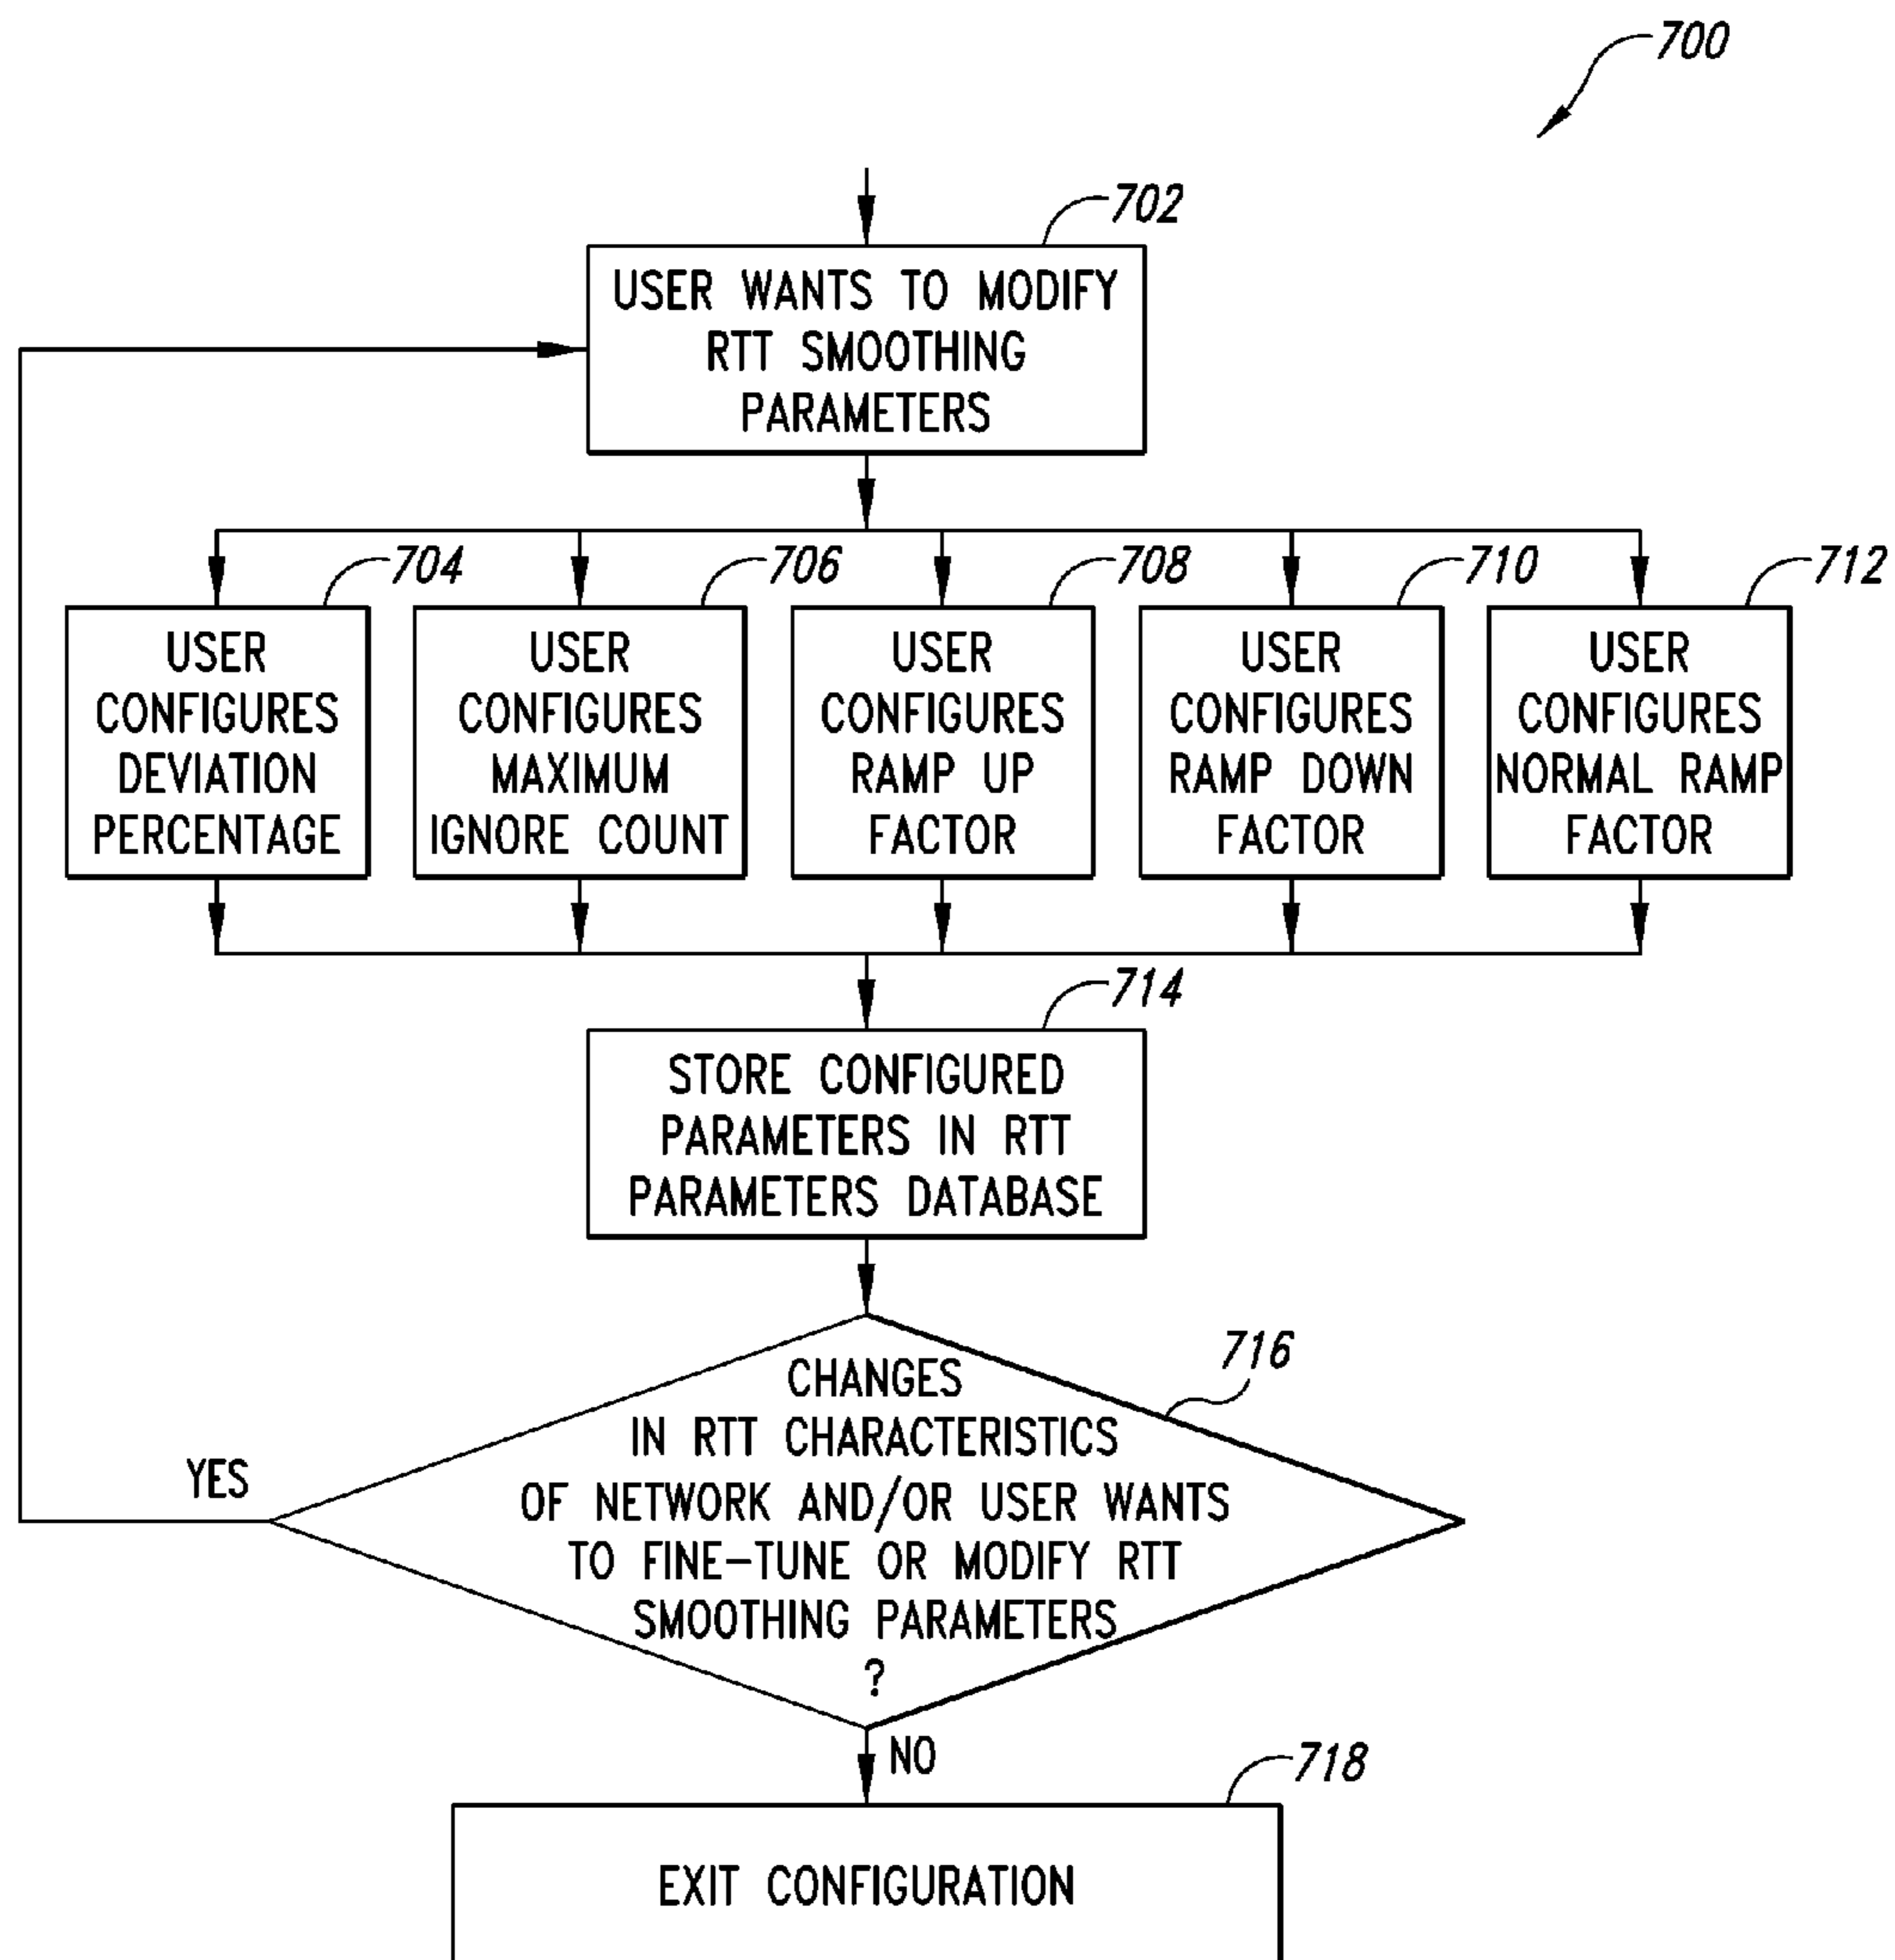 700
702
USER WANTS TO MODIFY
RTT SMOOTHING
PARAMETERS
704
USER
CONFIGURES
DEVIATION
PERCENTAGE
706
USER
CONFIGURES
MAXIMUM
IGNORE COUNT
708
USER
CONFIGURES
RAMP UP
FACTOR
710
USER
CONFIGURES
RAMP DOWN
FACTOR
712
USER
CONFIGURES
NORMAL RAMP
FACTOR
714
STORE CONFIGURED
PARAMETERS IN RTT
PARAMETERS DATABASE
716
CHANGES
IN RTT CHARACTERISTICS
OF NETWORK AND/OR USER WANTS
TO FINE-TUNE OR MODIFY RTT
SMOOTHING PARAMETERS
?
YES
NO
718
EXIT CONFIGURATION